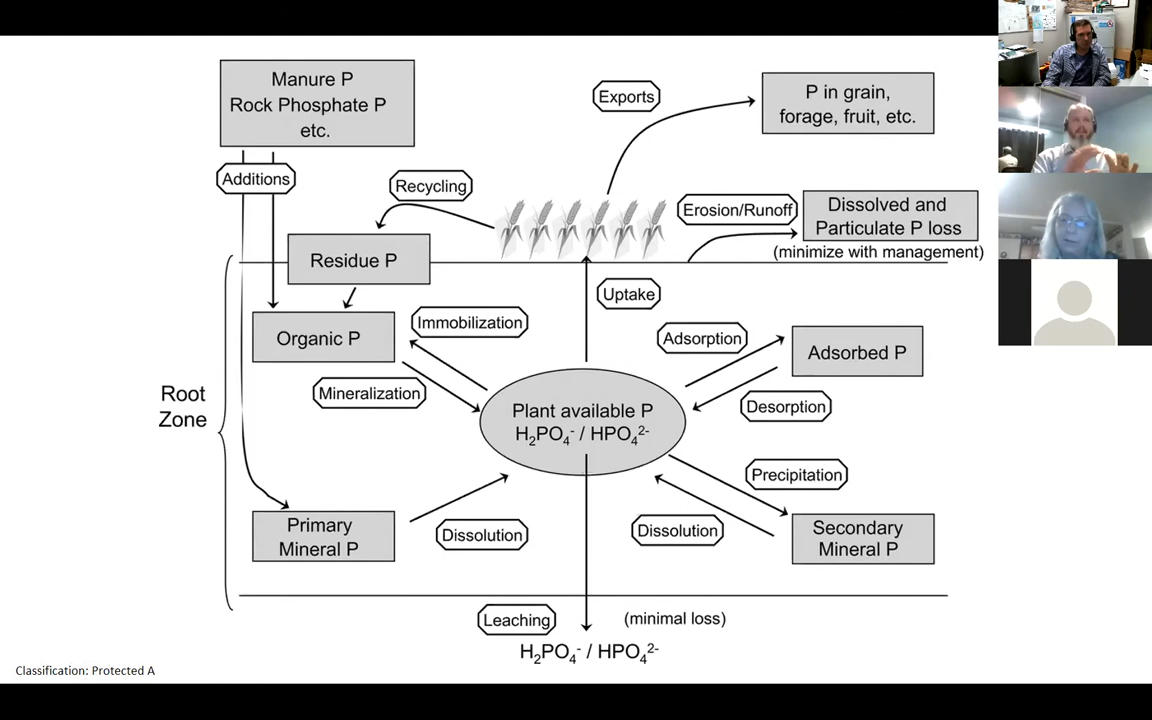 Manure P
Rock Phosphate P
etc.
Exports
P in grain,
forage, fruit, etc.
Additions
Recycling
Erosion/Runoff
Dissolved and
Particulate P loss
(minimize with management)
Residue P
Uptake
Organic P
Immobilization
Adsorption
Adsorbed P
Mineralization
Root
Zone
Plant available P
H₂PO₄⁻ / HPO₄²⁻
Desorption
Precipitation
Primary
Mineral P
Dissolution
Dissolution
Secondary
Mineral P
Leaching
(minimal loss)
H₂PO₄⁻ / HPO₄²⁻
Classification: Protected A